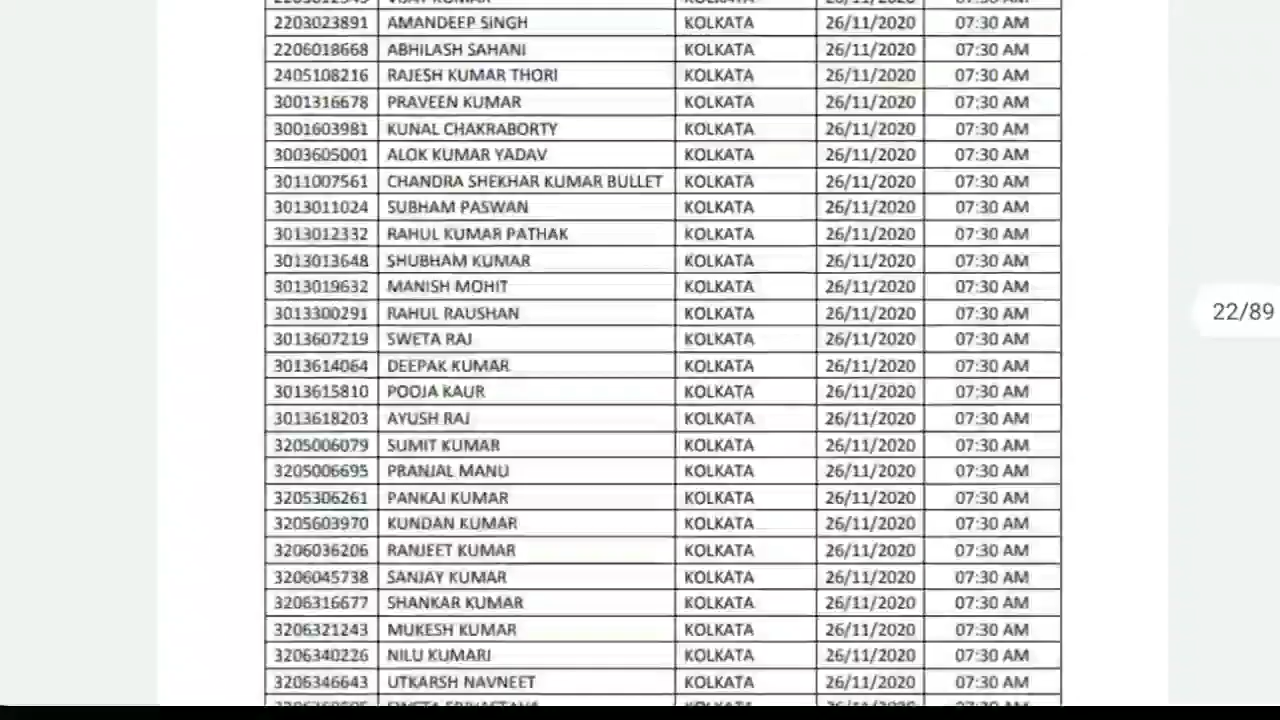 2203023891 AMANDEEP SINGH KOLKATA 26/11/2020 07:30 AM
2206018668 ABHILASH SAHANI KOLKATA 26/11/2020 07:30 AM
2405108216 RAJESH KUMAR THORI KOLKATA 26/11/2020 07:30 AM
3001316678 PRAVEEN KUMAR KOLKATA 26/11/2020 07:30 AM
3001603981 KUNAL CHAKRABORTY KOLKATA 26/11/2020 07:30 AM
3003605001 ALOK KUMAR YADAV KOLKATA 26/11/2020 07:30 AM
3011007561 CHANDRA SHEKHAR KUMAR BULLET KOLKATA 26/11/2020 07:30 AM
3013011024 SUBHAM PASWAN KOLKATA 26/11/2020 07:30 AM
3013012332 RAHUL KUMAR PATHAK KOLKATA 26/11/2020 07:30 AM
3013013648 SHUBHAM KUMAR KOLKATA 26/11/2020 07:30 AM
3013019632 MANISH MOHIT KOLKATA 26/11/2020 07:30 AM
3013300291 RAHUL RAUSHAN KOLKATA 26/11/2020 07:30 AM
22/89
3013607219 SWETA RAJ KOLKATA 26/11/2020 07:30 AM
3013614064 DEEPAK KUMAR KOLKATA 26/11/2020 07:30 AM
3013615810 POOJA KAUR KOLKATA 26/11/2020 07:30 AM
3013618203 AYUSH RAJ KOLKATA 26/11/2020 07:30 AM
3205006079 SUMIT KUMAR KOLKATA 26/11/2020 07:30 AM
3205006695 PRANJAL MANU KOLKATA 26/11/2020 07:30 AM
3205306261 PANKAJ KUMAR KOLKATA 26/11/2020 07:30 AM
3205603970 KUNDAN KUMAR KOLKATA 26/11/2020 07:30 AM
3206036206 RANJEET KUMAR KOLKATA 26/11/2020 07:30 AM
3206045738 SANJAY KUMAR KOLKATA 26/11/2020 07:30 AM
3206316677 SHANKAR KUMAR KOLKATA 26/11/2020 07:30 AM
3206321243 MUKESH KUMAR KOLKATA 26/11/2020 07:30 AM
3206340226 NILU KUMARI KOLKATA 26/11/2020 07:30 AM
3206346643 UTKARSH NAVNEET KOLKATA 26/11/2020 07:30 AM